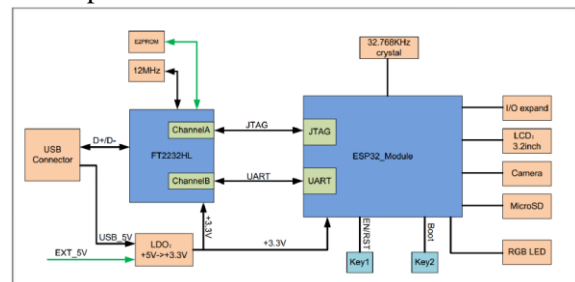 E2PROM
12MHz
32.768KHz
crystal
USB
Connector
D+/D-
ChannelA
FT2232HL
ChannelB
JTAG
UART
JTAG
UART
ESP32_Module
I/O expand
LCD:
3.2inch
Camera
MicroSD
RGB LED
USB_5V
EXT_5V
LDO:
+5V->+3.3V
+3.3V
+3.3V
EN/RST
Boot
Key1
Key2